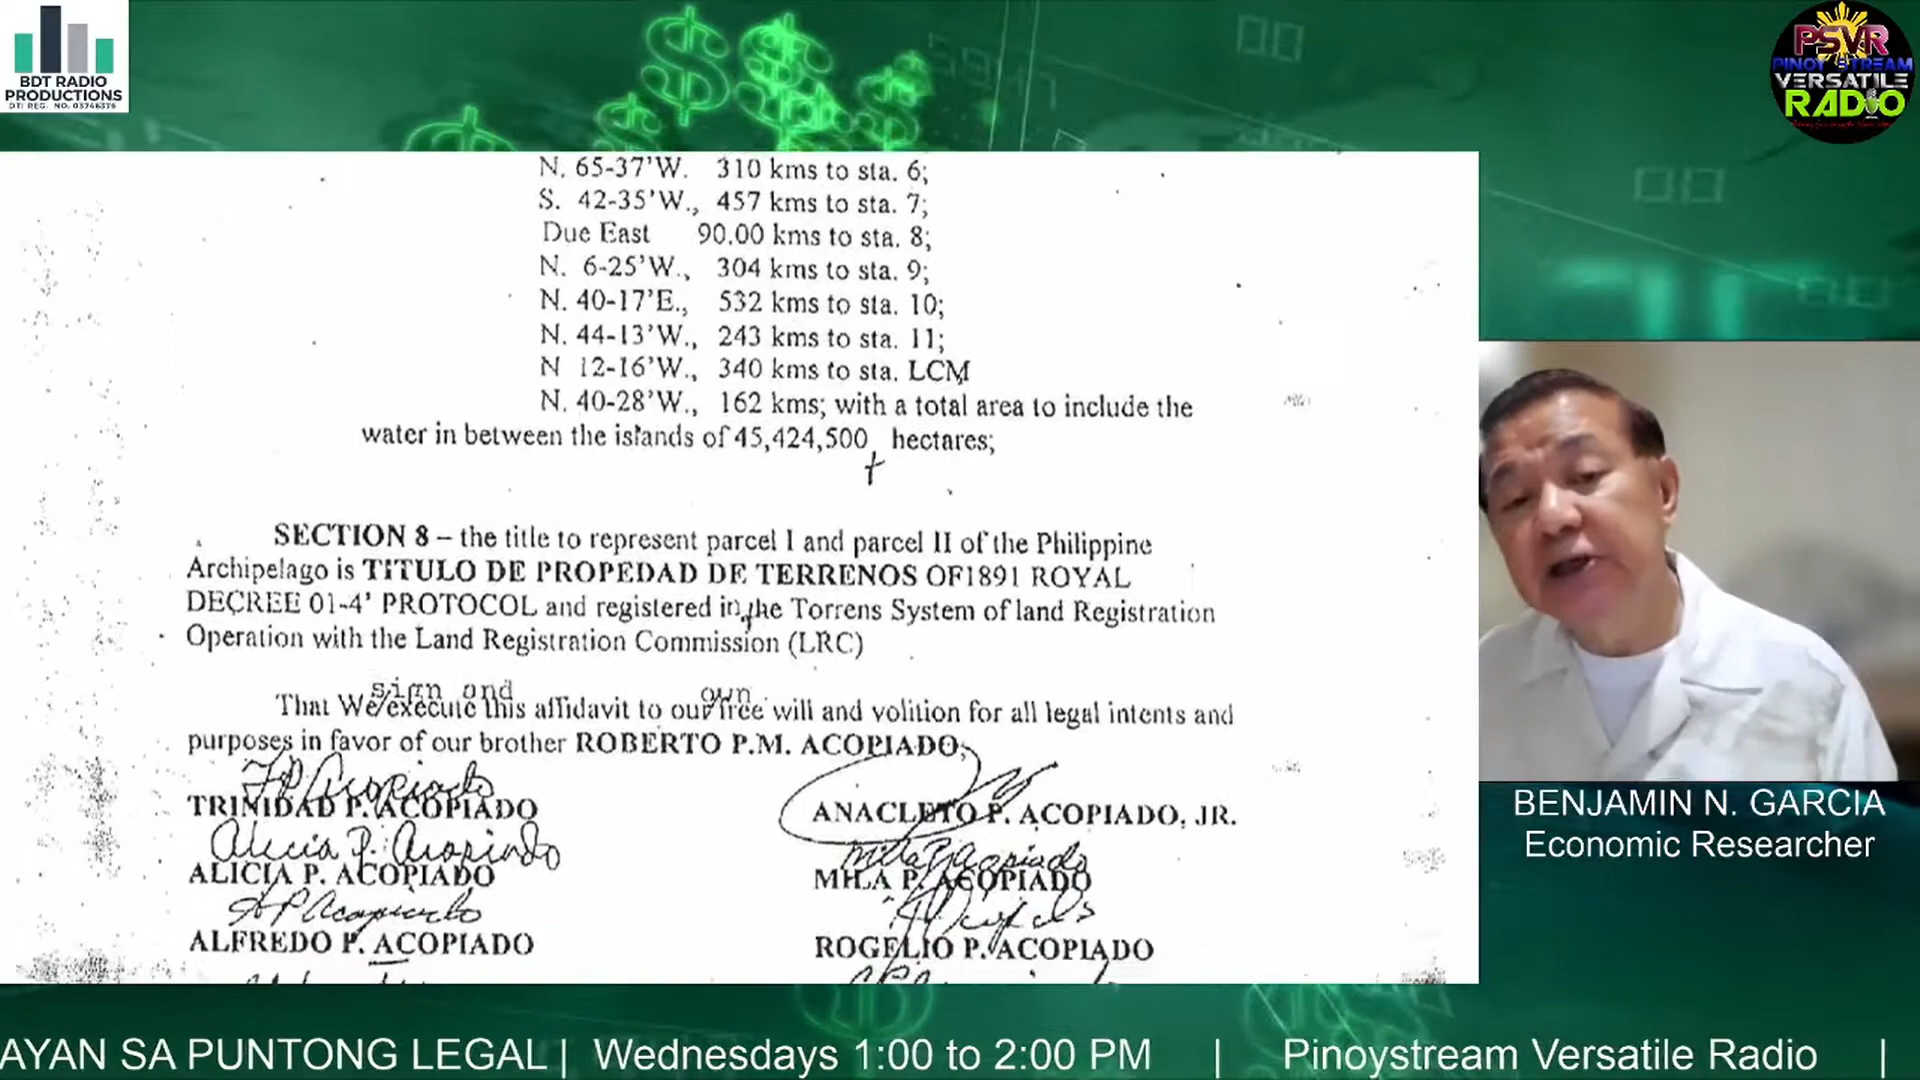 BDT RADIO
PRODUCTIONS
DTI REG. NO. 03746376
PSVR
PINOY STREAM
VERSATILE
RADIO
N. 65-37'W. 310 kms to sta. 6;
S. 42-35'W., 457 kms to sta. 7;
Due East 90.00 kms to sta. 8;
N. 6-25'W., 304 kms to sta. 9;
N. 40-17'E., 532 kms to sta. 10;
N. 44-13'W., 243 kms to sta. 11;
N 12-16'W., 340 kms to sta. LCM
N. 40-28'W., 162 kms; with a total area to include the
water in between the islands of 45,424,500 hectares;
SECTION 8 – the title to represent parcel I and parcel II of the Philippine
Archipelago is TITULO DE PROPEDAD DE TERRENOS OF1891 ROYAL
DECREE 01-4' PROTOCOL and registered in the Torrens System of land Registration
Operation with the Land Registration Commission (LRC)
sign and own
That We/execute this affidavit to our/free will and volition for all legal intents and
purposes in favor of our brother ROBERTO P.M. ACOPIADO,
TRINIDAD P. ACOPIADO ANACLETO P. ACOPIADO, JR.
Alicia P. Acopiado
ALICIA P. ACOPIADO MILA P. ACOPIADO
ALFREDO P. ACOPIADO ROGELIO P. ACOPIADO
BENJAMIN N. GARCIA
Economic Researcher
AYAN SA PUNTONG LEGAL | Wednesdays 1:00 to 2:00 PM | Pinoystream Versatile Radio |